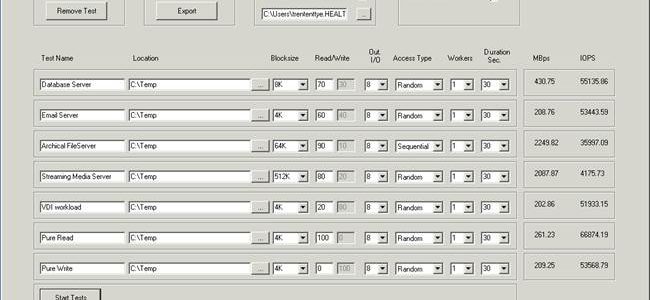 Remove Test Export C:\Users\trententtye.HEALT ...
Test Name Location Blocksize Read/Write Out. I/O Access Type Workers Duration Sec. MBps IOPS
Database Server C:\Temp ... 8K 70 30 8 Random 1 30 430.75 55135.86
Email Server C:\Temp ... 4K 60 40 8 Random 1 30 208.76 53443.59
Archical FileServer C:\Temp ... 64K 90 10 8 Sequential 1 30 2249.82 35997.09
Streaming Media Server C:\Temp ... 512K 80 20 8 Random 1 30 2087.87 4175.73
VDI workload C:\Temp ... 4K 20 80 8 Random 1 30 202.86 51933.15
Pure Read C:\Temp ... 4K 100 0 8 Random 1 30 261.23 66874.19
Pure Write C:\Temp ... 4K 0 100 8 Random 1 30 209.25 53568.79
Start Tests